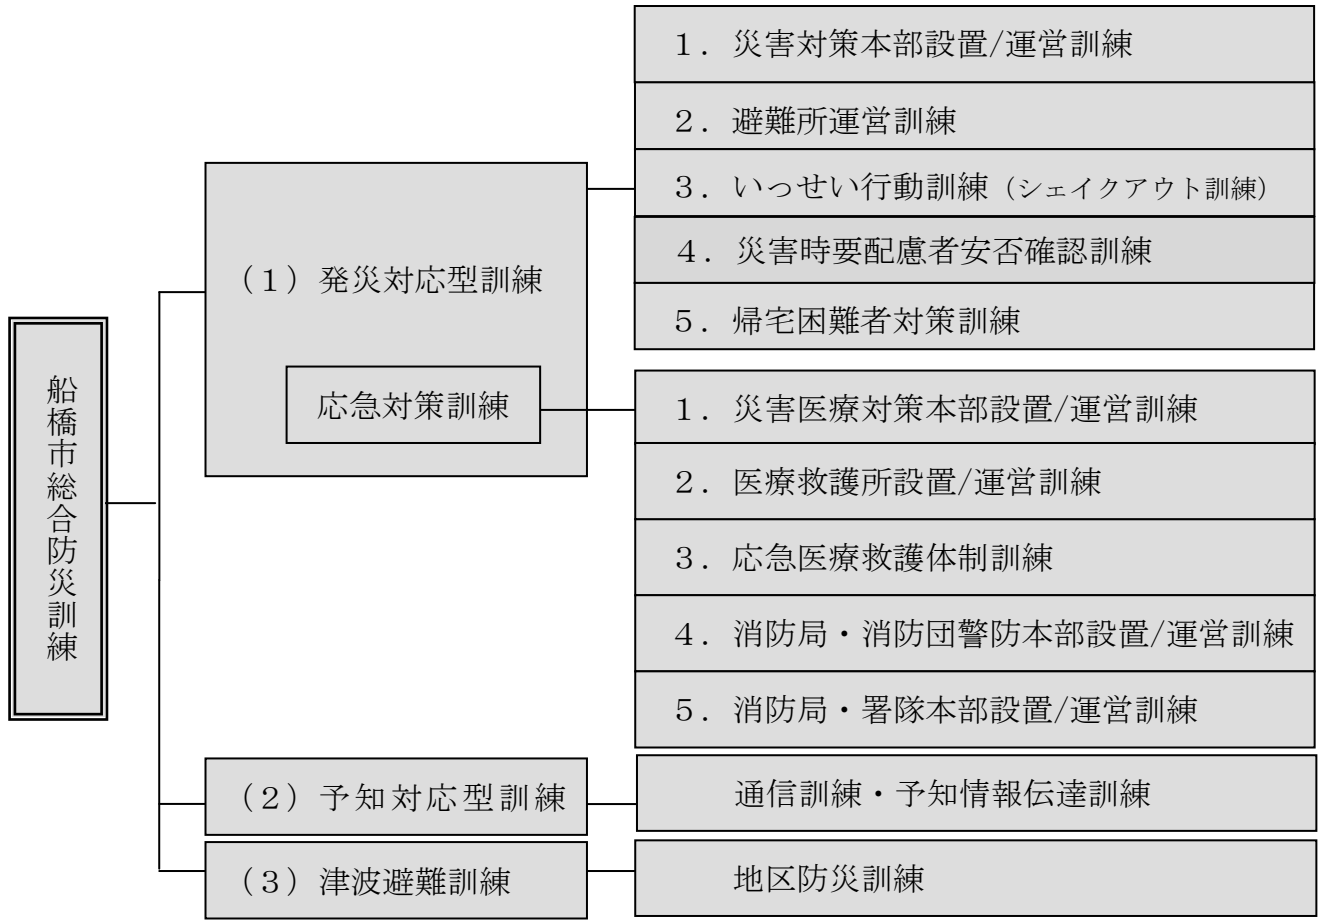 船橋市総合防災訓練
（１）発災対応型訓練
１．災害対策本部設置/運営訓練
２．避難所運営訓練
３．いっせい行動訓練（シェイクアウト訓練）
４．災害時要配慮者安否確認訓練
５．帰宅困難者対策訓練
応急対策訓練
１．災害医療対策本部設置/運営訓練
２．医療救護所設置/運営訓練
３．応急医療救護体制訓練
４．消防局・消防団警防本部設置/運営訓練
５．消防局・署隊本部設置/運営訓練
（２）予知対応型訓練
通信訓練・予知情報伝達訓練
（３）津波避難訓練
地区防災訓練